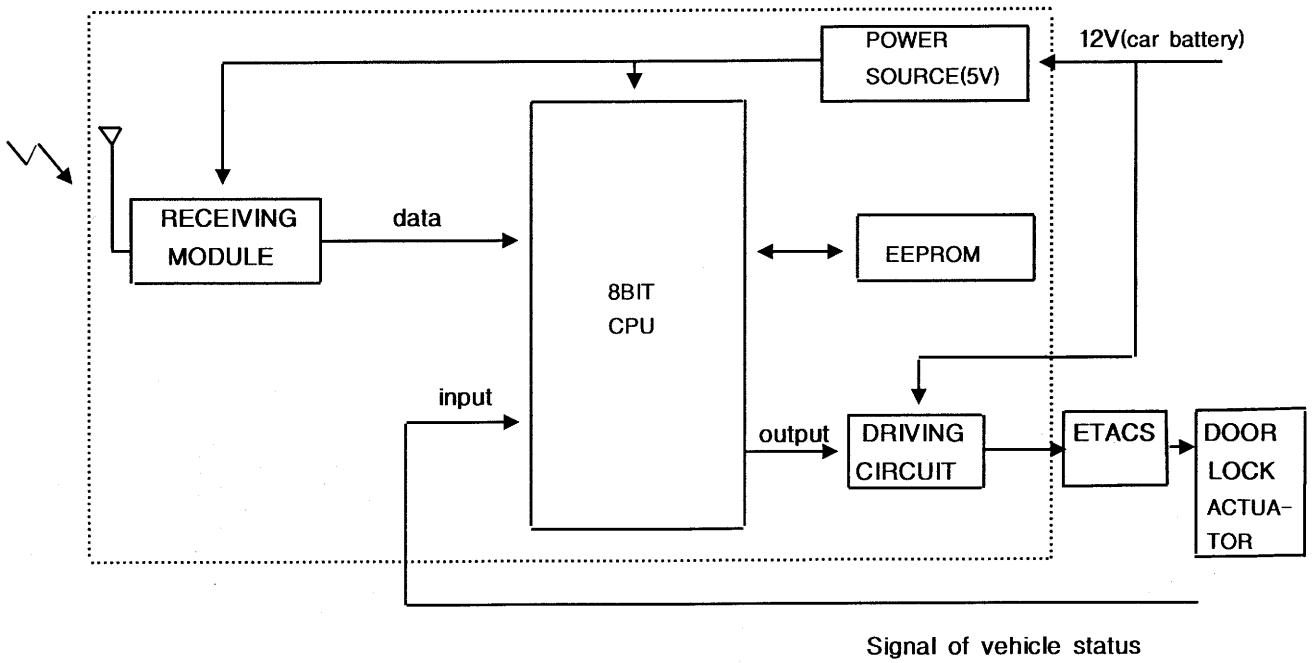 POWER
SOURCE(5V)
12V(car battery)
RECEIVING
MODULE
data
8BIT
CPU
EEPROM
input
output
DRIVING
CIRCUIT
ETACS
DOOR
LOCK
ACTUA-
TOR
Signal of vehicle status